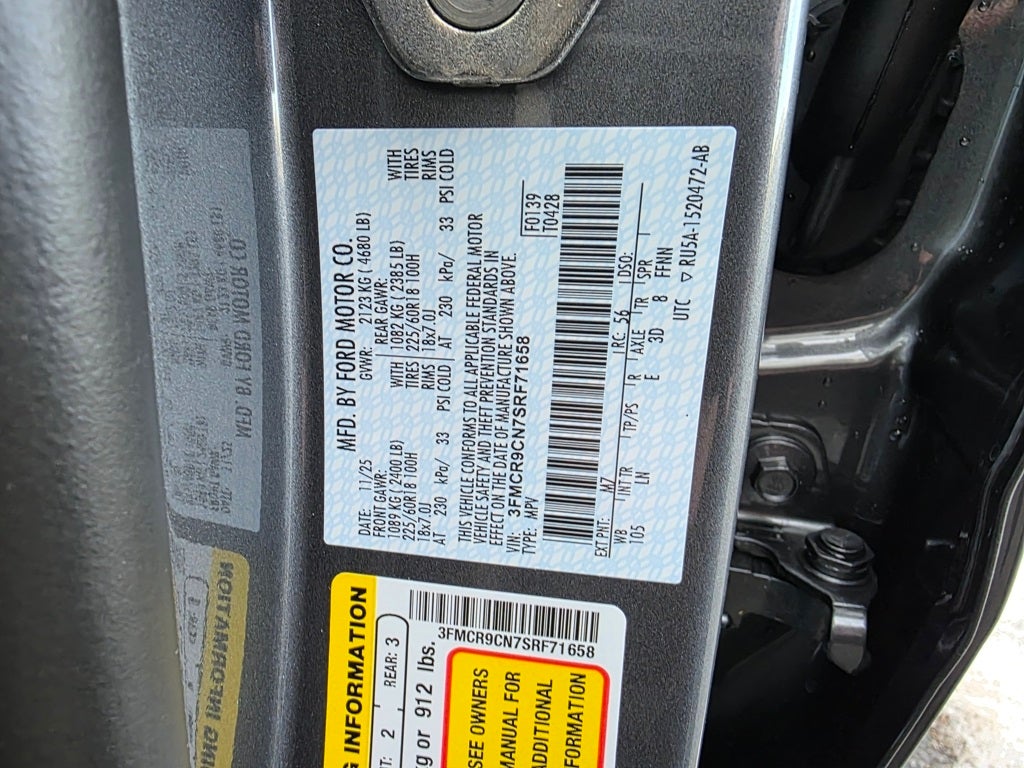 MFD. BY FORD MOTOR CO.
DATE: 11/25 GVWR: 2123 KG ( 4680 LB)
FRONT GAWR: REAR GAWR:
1089 KG ( 2400 LB) WITH 1082 KG ( 2385 LB) WITH
225/60R18 100H TIRES 225/60R18 100H TIRES
18x7.0J RIMS 18x7.0J RIMS
AT 230 kPa/ 33 PSI COLD AT 230 kPa/ 33 PSI COLD
THIS VEHICLE CONFORMS TO ALL APPLICABLE FEDERAL MOTOR
VEHICLE SAFETY AND THEFT PREVENTION STANDARDS IN
EFFECT ON THE DATE OF MANUFACTURE SHOWN ABOVE.
VIN: 3FMCR9CN7SRF71658
TYPE: MPV
F0139
T0428
EXT PNT: M7 RC: 56 DSO:
WB INT TR TP/PS R AXLE TR SPR
105 LN E 3D 8 FFNN
UTC ▽ RU5A-1520472-AB
G INFORMATION
T: 2 REAR: 3
kg or 912 lbs.
3FMCR9CN7SRF71658
SEE OWNERS
MANUAL FOR
ADDITIONAL
FORMATION